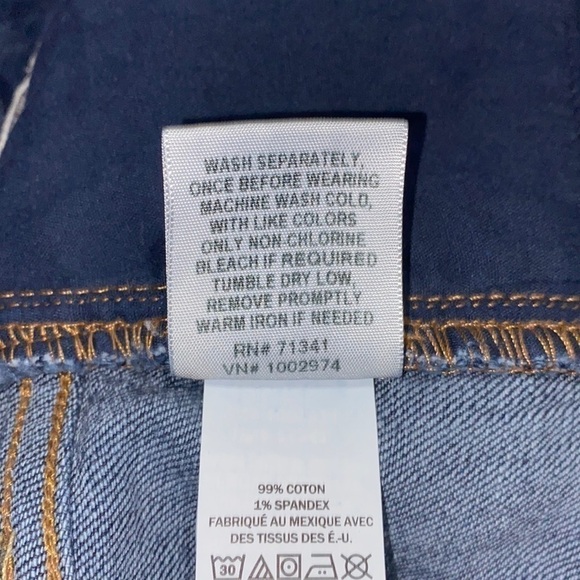 WASH SEPARATELY,
ONCE BEFORE WEARING
MACHINE WASH COLD,
WITH LIKE COLORS
ONLY NON CHLORINE
BLEACH IF REQUIRED
TUMBLE DRY LOW,
REMOVE PROMPTLY
WARM IRON IF NEEDED
RN# 71341
VN# 1002974
99% COTON
1% SPANDEX
FABRIQUÉ AU MEXIQUE AVEC
DES TISSUS DES É.-U.
30